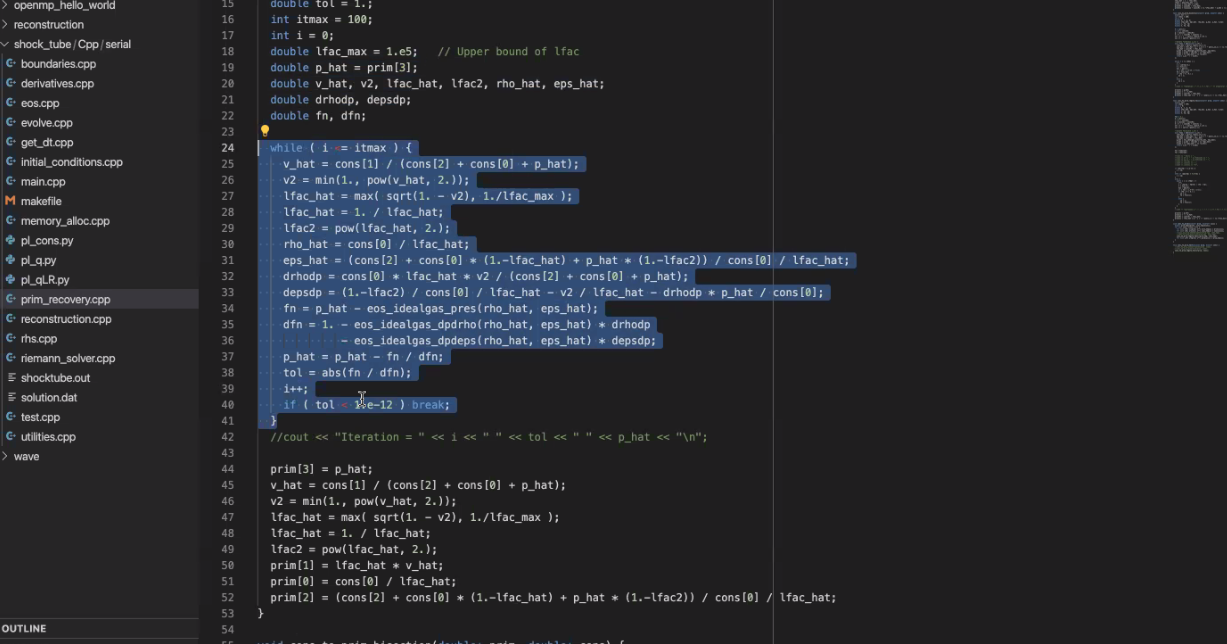 openmp_hello_world
reconstruction
shock_tube/Cpp/serial
boundaries.cpp
derivatives.cpp
eos.cpp
evolve.cpp
get_dt.cpp
initial_conditions.cpp
main.cpp
makefile
memory_alloc.cpp
pl_cons.py
pl_q.py
pl_qLR.py
prim_recovery.cpp
reconstruction.cpp
rhs.cpp
riemann_solver.cpp
shocktube.out
solution.dat
test.cpp
utilities.cpp
wave
OUTLINE
15 double tol = 1.;
16 int itmax = 100;
17 int i = 0;
18 double lfac_max = 1.e5; // Upper bound of lfac
19 double p_hat = prim[3];
20 double v_hat, v2, lfac_hat, lfac2, rho_hat, eps_hat;
21 double drhodp, depsdp;
22 double fn, dfn;
23
24 while ( i <= itmax ) {
25 v_hat = cons[1] / (cons[2] + cons[0] + p_hat);
26 v2 = min(1., pow(v_hat, 2.));
27 lfac_hat = max( sqrt(1. - v2), 1./lfac_max );
28 lfac_hat = 1. / lfac_hat;
29 lfac2 = pow(lfac_hat, 2.);
30 rho_hat = cons[0] / lfac_hat;
31 eps_hat = (cons[2] + cons[0] * (1.-lfac_hat) + p_hat * (1.-lfac2)) / cons[0] / lfac_hat;
32 drhodp = cons[0] * lfac_hat * v2 / (cons[2] + cons[0] + p_hat);
33 depsdp = (1.-lfac2) / cons[0] / lfac_hat - v2 / lfac_hat - drhodp * p_hat / cons[0];
34 fn = p_hat - eos_idealgas_pres(rho_hat, eps_hat);
35 dfn = 1. - eos_idealgas_dpdrho(rho_hat, eps_hat) * drhodp
36 - eos_idealgas_dpdeps(rho_hat, eps_hat) * depsdp;
37 p_hat = p_hat - fn / dfn;
38 tol = abs(fn / dfn);
39 i++;
40 if ( tol < 1.e-12 ) break;
41 }
42 //cout << "Iteration = " << i << " " << tol << " " << p_hat << "\n";
43
44 prim[3] = p_hat;
45 v_hat = cons[1] / (cons[2] + cons[0] + p_hat);
46 v2 = min(1., pow(v_hat, 2.));
47 lfac_hat = max( sqrt(1. - v2), 1./lfac_max );
48 lfac_hat = 1. / lfac_hat;
49 lfac2 = pow(lfac_hat, 2.);
50 prim[1] = lfac_hat * v_hat;
51 prim[0] = cons[0] / lfac_hat;
52 prim[2] = (cons[2] + cons[0] * (1.-lfac_hat) + p_hat * (1.-lfac2)) / cons[0] / lfac_hat;
53 }
54